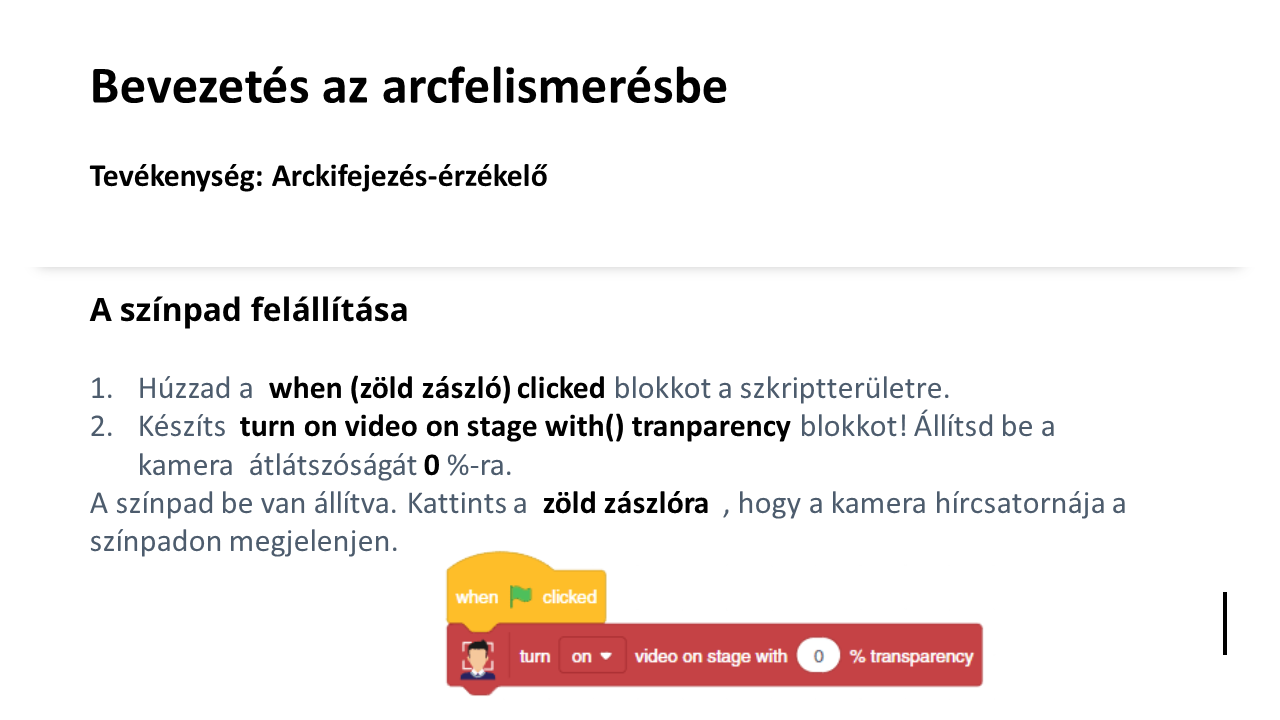 Bevezetés az arcfelismerésbe
Tevékenység: Arckifejezés-érzékelő
A színpad felállítása
1. Húzzad a when (zöld zászló) clicked blokkot a szkriptterületre.
2. Készíts turn on video on stage with() tranparency blokkot! Állítsd be a
kamera átlátszóságát 0 %-ra.
A színpad be van állítva. Kattints a zöld zászlóra , hogy a kamera hírcsatornája a
színpadon megjelenjen.
when clicked
turn on video on stage with 0 % transparency